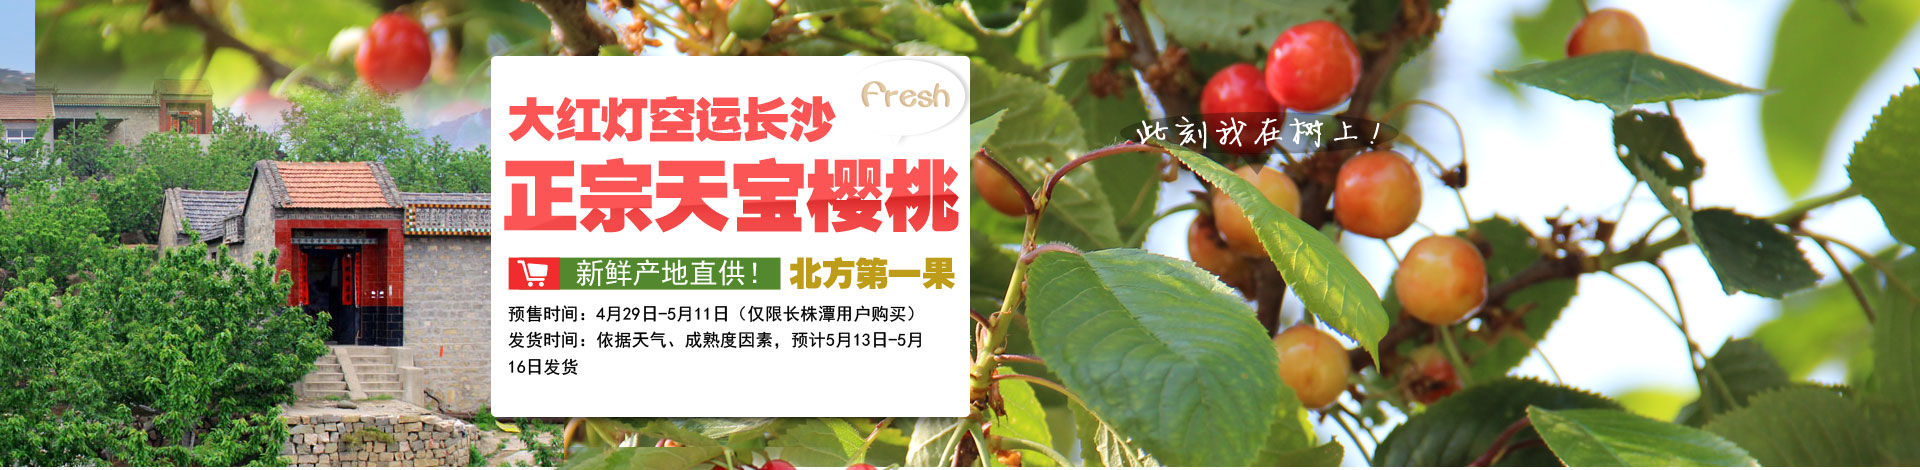 Fresh
大红灯空运长沙
正宗天宝樱桃
新鲜产地直供！ 北方第一果
预售时间：4月29日-5月11日（仅限长株潭用户购买）
发货时间：依据天气、成熟度因素，预计5月13日-5月
16日发货
此刻我在树上！